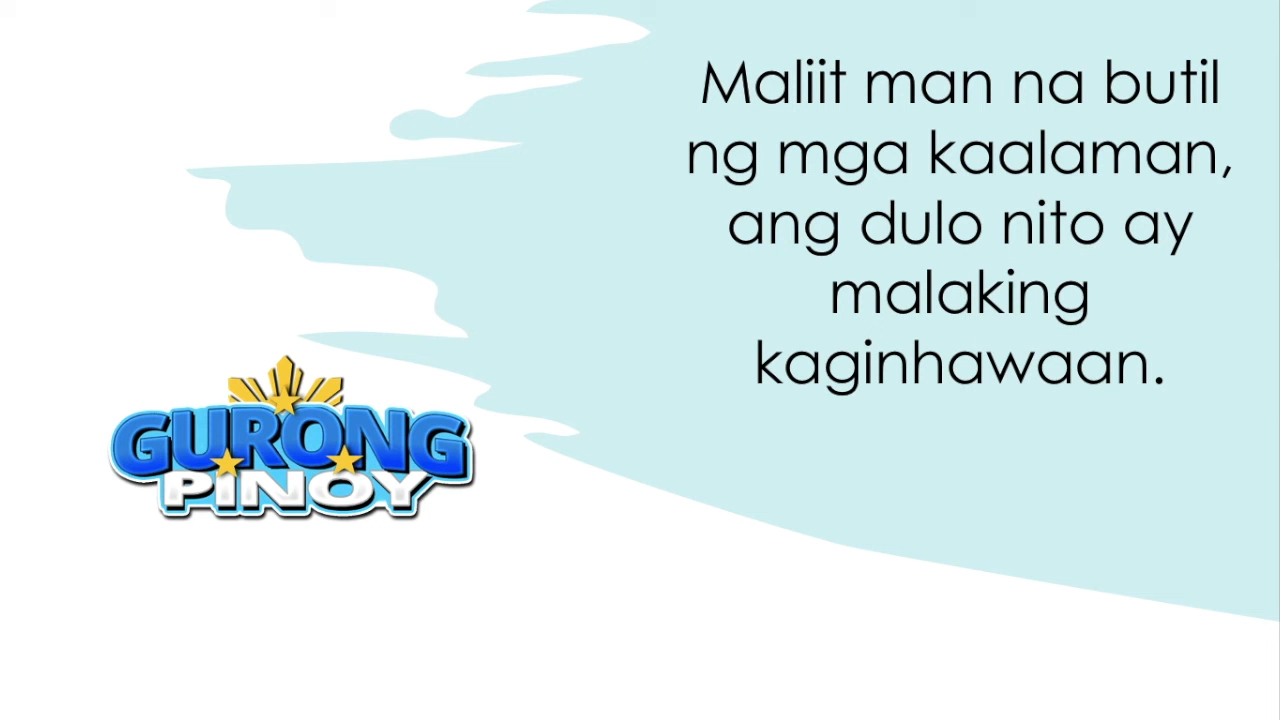 Maliit man na butil
ng mga kaalaman,
ang dulo nito ay
malaking
kaginhawaan.
GURONG
PINOY